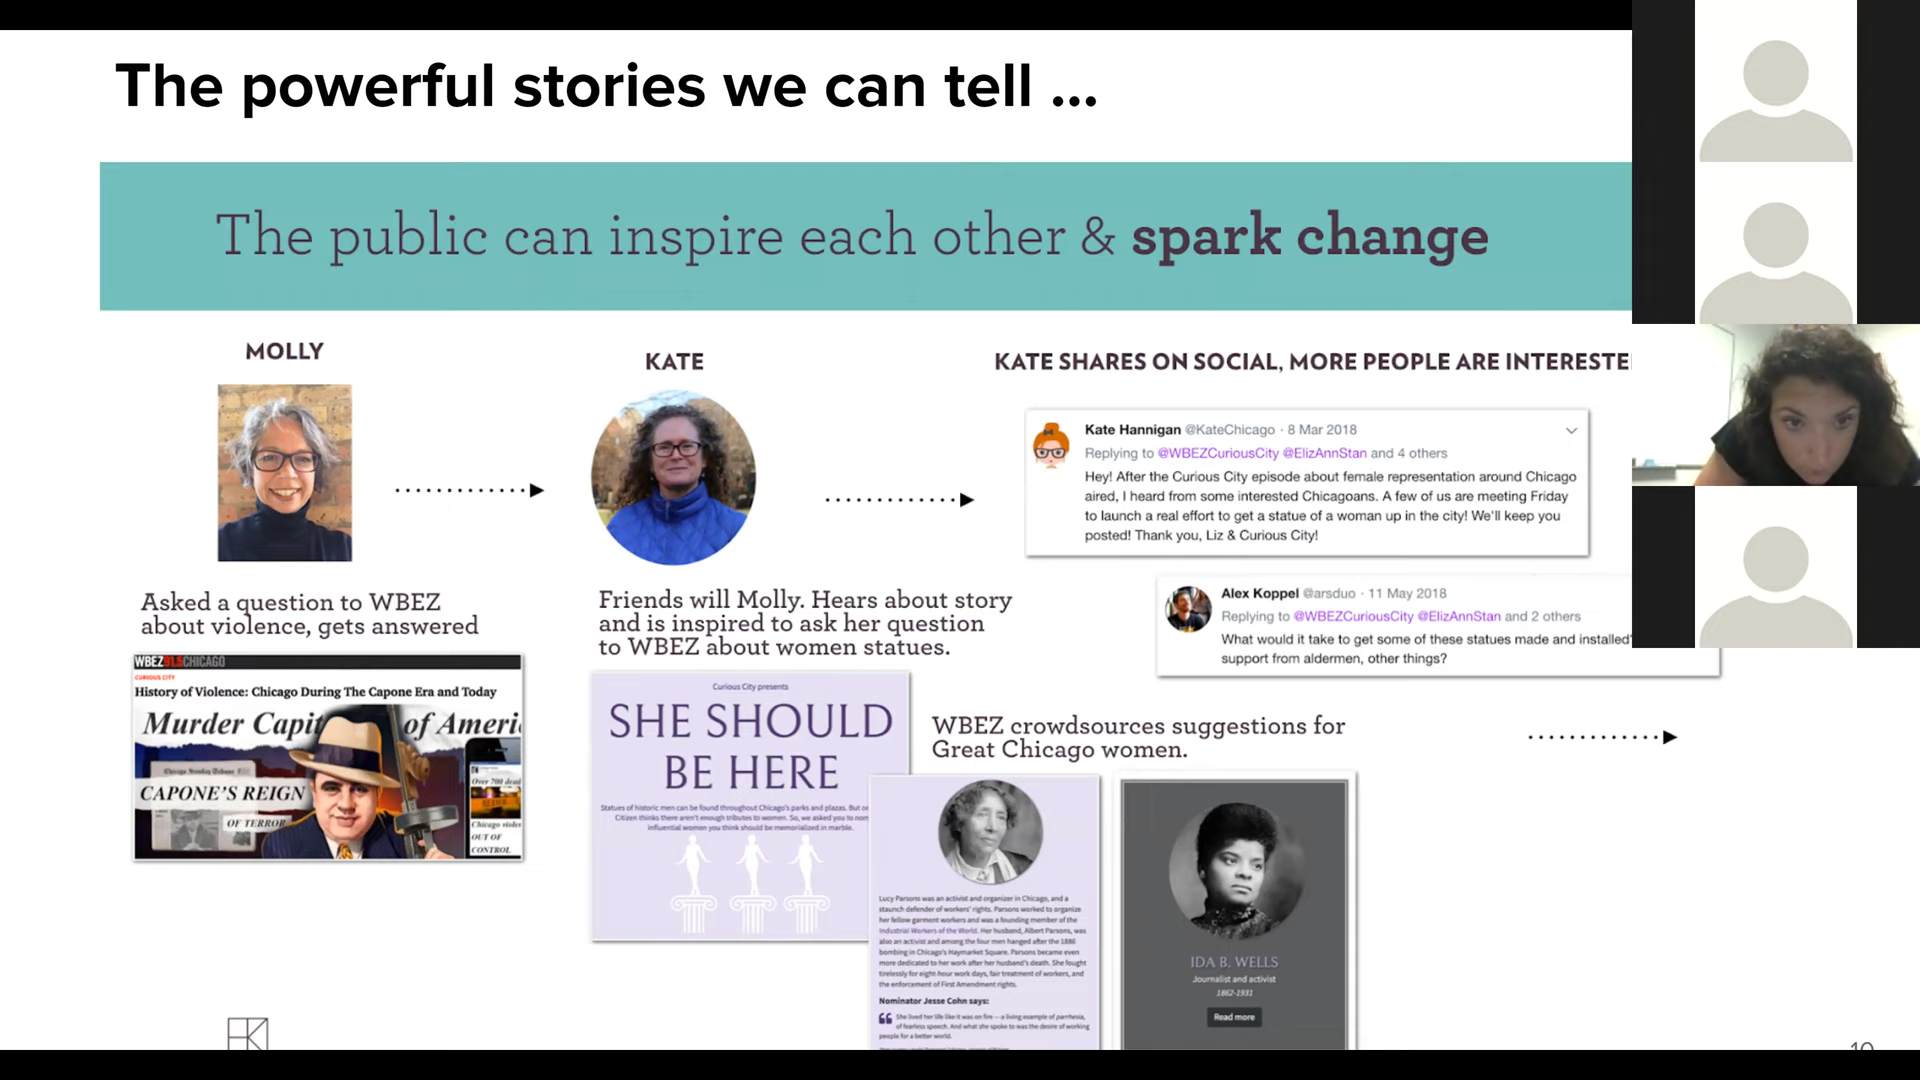 The powerful stories we can tell ...
The public can inspire each other & spark change
MOLLY
Asked a question to WBEZ
about violence, gets answered
WBEZ91.5CHICAGO
CURIOUS CITY
History of Violence: Chicago During The Capone Era and Today
Murder Capit of Ameri
Chicago Sunday Tribune
CAPONE'S REIGN
OF TERROR
Over 700 dead
OUT OF
CONTROL
KATE
Friends will Molly. Hears about story
and is inspired to ask her question
to WBEZ about women statues.
Curious City presents
SHE SHOULD
BE HERE
Statues of historic men can be found throughout Chicago's parks and plazas. But
Citizen thinks there aren't enough tributes to women. So, we asked you to
influential women you think should be memorialized in marble.
KATE SHARES ON SOCIAL, MORE PEOPLE ARE INTERESTE
Kate Hannigan @KateChicago · 8 Mar 2018
Replying to @WBEZCuriousCity @ElizAnnStan and 4 others
Hey! After the Curious City episode about female representation around Chicago
aired, I heard from some interested Chicagoans. A few of us are meeting Friday
to launch a real effort to get a statue of a woman up in the city! We'll keep you
posted! Thank you, Liz & Curious City!
Alex Koppel @arsduo · 11 May 2018
Replying to @WBEZCuriousCity @ElizAnnStan and 2 others
What would it take to get some of these statues made and installed?
support from aldermen, other things?
WBEZ crowdsources suggestions for
Great Chicago women.
Lucy Parsons was an activist and organizer in Chicago, and a
staunch defender of workers' rights. Parsons worked to organize
her fellow garment workers and was a founding member of the
Industrial Workers of the World. Her husband, Albert Parsons, was
also an activist and among the four men hanged after the 1886
bombing in Chicago's Haymarket Square. Parsons became even
more dedicated to her work after her husband's death. She fought
tirelessly for eight-hour work days, fair treatment of workers, and
the enforcement of First Amendment rights.
Nominator Jesse Cohn says:
She lived her life like it was on fire — a living example of parrhesia,
of fearless speech. And what she spoke to was the desire of working
people for a better world.
IDA B. WELLS
Journalist and activist
1862-1931
Read more
10